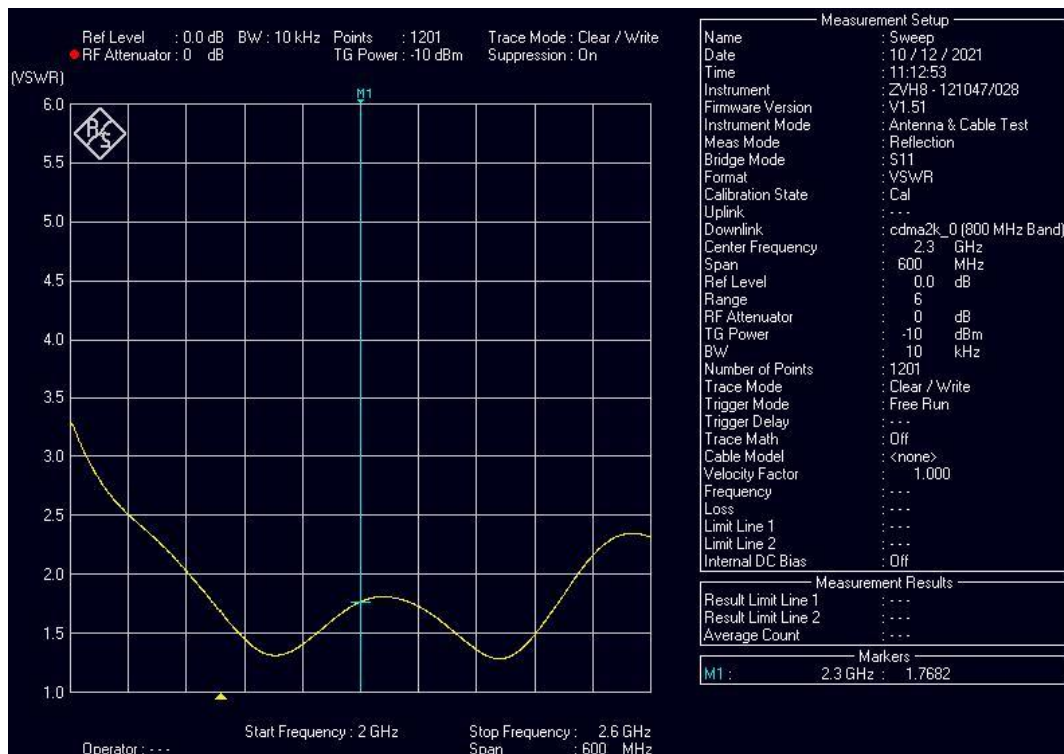 Ref Level : 0.0 dB BW : 10 kHz Points : 1201 Trace Mode : Clear / Write
RF Attenuator : 0 dB TG Power : -10 dBm Suppression : On
(VSWR)
M1
6.0
R S
5.5
5.0
4.5
4.0
3.5
3.0
2.5
2.0
1.5
1.0
Start Frequency : 2 GHz Stop Frequency : 2.6 GHz
Operator : --- Span : 600 MHz
Measurement Setup
Name : Sweep
Date : 10 / 12 / 2021
Time : 11:12:53
Instrument : ZVH8 - 121047/028
Firmware Version : V1.51
Instrument Mode : Antenna & Cable Test
Meas Mode : Reflection
Bridge Mode : S11
Format : VSWR
Calibration State : Cal
Uplink : ---
Downlink : cdma2k_0 (800 MHz Band)
Center Frequency : 2.3 GHz
Span : 600 MHz
Ref Level : 0.0 dB
Range : 6
RF Attenuator : 0 dB
TG Power : -10 dBm
BW : 10 kHz
Number of Points : 1201
Trace Mode : Clear / Write
Trigger Mode : Free Run
Trigger Delay : ---
Trace Math : Off
Cable Model : <none>
Velocity Factor : 1.000
Frequency : ---
Loss : ---
Limit Line 1 : ---
Limit Line 2 : ---
Internal DC Bias : Off
Measurement Results
Result Limit Line 1 : ---
Result Limit Line 2 : ---
Average Count : ---
Markers
M1 : 2.3 GHz : 1.7682